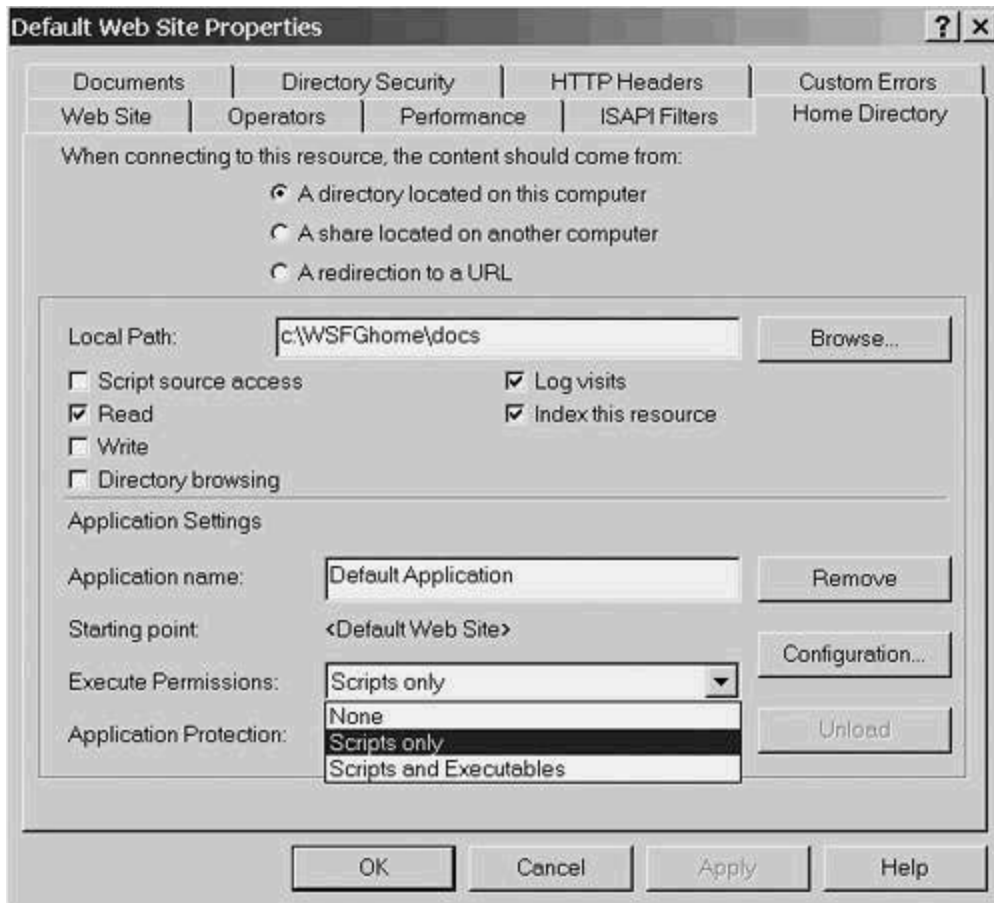 Default Web Site Properties
Documents
Directory Security
HTTP Headers
Custom Errors
Web Site
Operators
Performance
ISAPI Filters
Home Directory
When connecting to this resource, the content should come from:
A directory located on this computer
A share located on another computer
A redirection to a URL
Local Path:
c:\WSFGhome\docs
Browse...
Script source access
Log visits
Read
Index this resource
Write
Directory browsing
Application Settings
Application name:
Default Application
Remove
Starting point:
<Default Web Site>
Configuration...
Execute Permissions:
Scripts only
None
Application Protection:
Scripts only
Unload
Scripts and Executables
OK
Cancel
Apply
Help